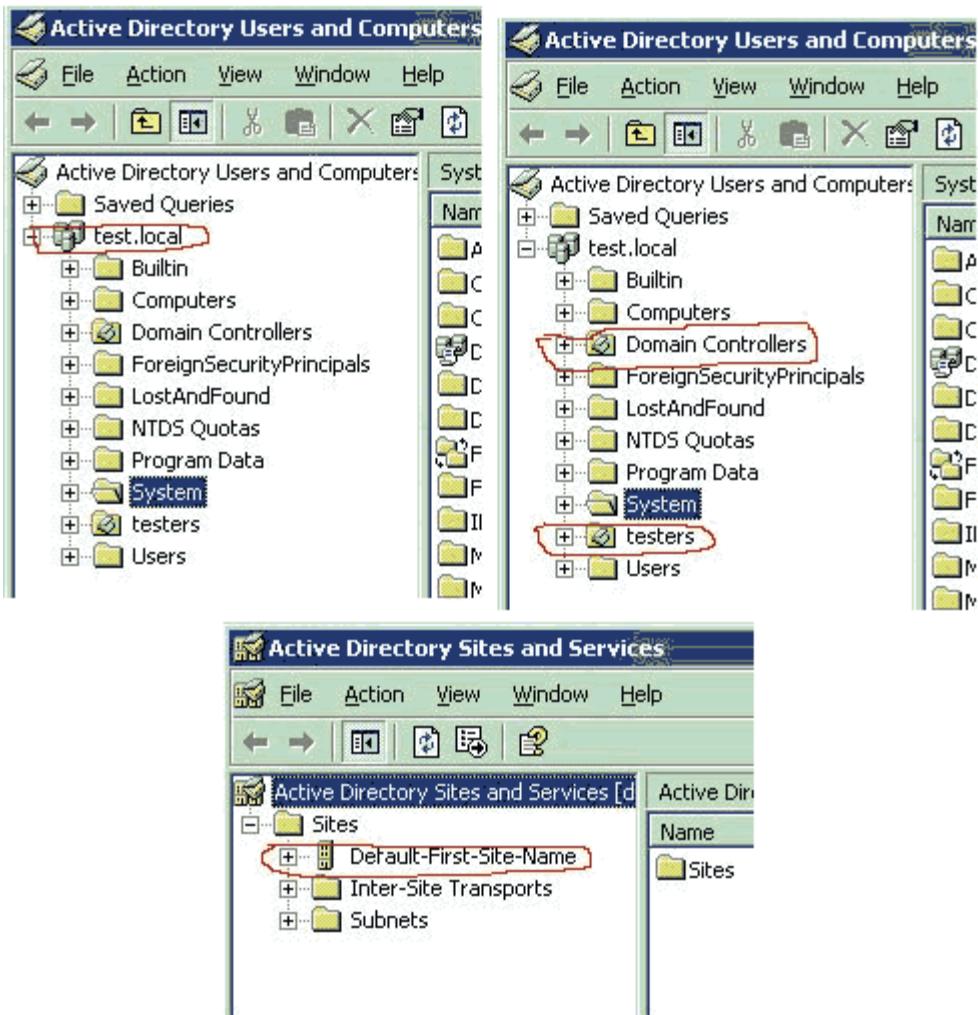 Active Directory Users and Computers
File Action View Window Help
Active Directory Users and Computers
Saved Queries
test.local
Builtin
Computers
Domain Controllers
ForeignSecurityPrincipals
LostAndFound
NTDS Quotas
Program Data
System
testers
Users
Syst
Nam
A
C
C
D
D
D
F
F
II
Active Directory Users and Computers
File Action View Window Help
Active Directory Users and Computers
Saved Queries
test.local
Builtin
Computers
Domain Controllers
ForeignSecurityPrincipals
LostAndFound
NTDS Quotas
Program Data
System
testers
Users
Syst
Nam
A
C
C
D
D
D
F
F
II
Active Directory Sites and Services
File Action View Window Help
Active Directory Sites and Services [d
Sites
Default-First-Site-Name
Inter-Site Transports
Subnets
Active Dire
Name
Sites